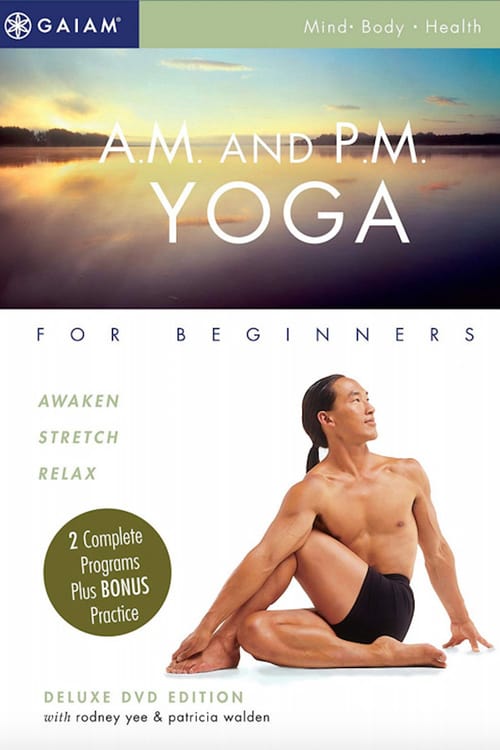 GAIAM®
Mind · Body · Health
A.M. AND P.M.
YOGA
FOR BEGINNERS
AWAKEN
STRETCH
RELAX
2 Complete
Programs
Plus BONUS
Practice
DELUXE DVD EDITION
with rodney yee & patricia walden